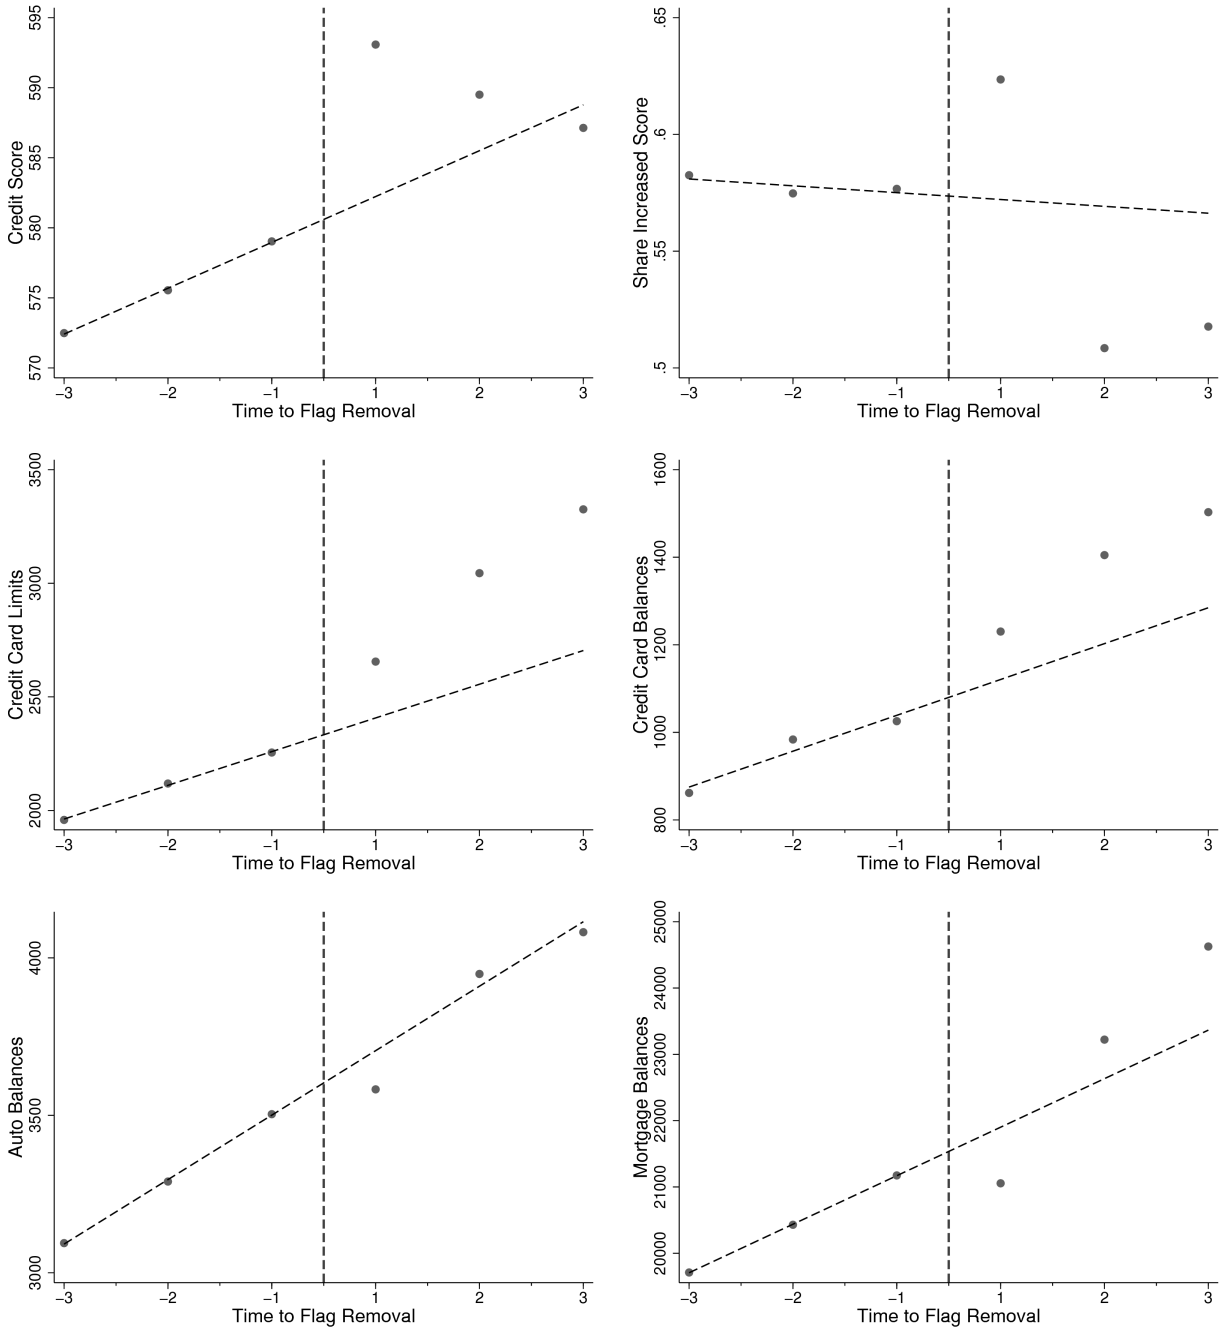 Credit Score
595
590
585
580
575
570
−3 −2 −1 1 2 3
Time to Flag Removal
Share Increased Score
.65
.6
.55
.5
−3 −2 −1 1 2 3
Time to Flag Removal
Credit Card Limits
3500
3000
2500
2000
−3 −2 −1 1 2 3
Time to Flag Removal
Credit Card Balances
1600
1400
1200
1000
800
−3 −2 −1 1 2 3
Time to Flag Removal
Auto Balances
4000
3500
3000
−3 −2 −1 1 2 3
Time to Flag Removal
Mortgage Balances
25000
24000
23000
22000
21000
20000
−3 −2 −1 1 2 3
Time to Flag Removal